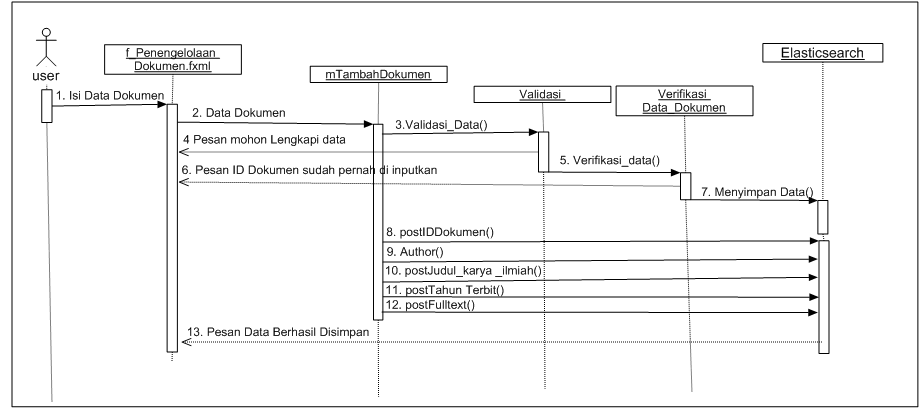 f_Penengelolaan
Dokumen.fxml
Elasticsearch
user
mTambahDokumen
Validasi
Verifikasi
Data_Dokumen
1. Isi Data Dokumen
2. Data Dokumen
3.Validasi_Data()
4 Pesan mohon Lengkapi data
5. Verifikasi_data()
6. Pesan ID Dokumen sudah pernah di inputkan
7. Menyimpan Data()
8. postIDDokumen()
9. Author()
10. postJudul_karya _ilmiah()
11. postTahun Terbit()
12. postFulltext()
13. Pesan Data Berhasil Disimpan